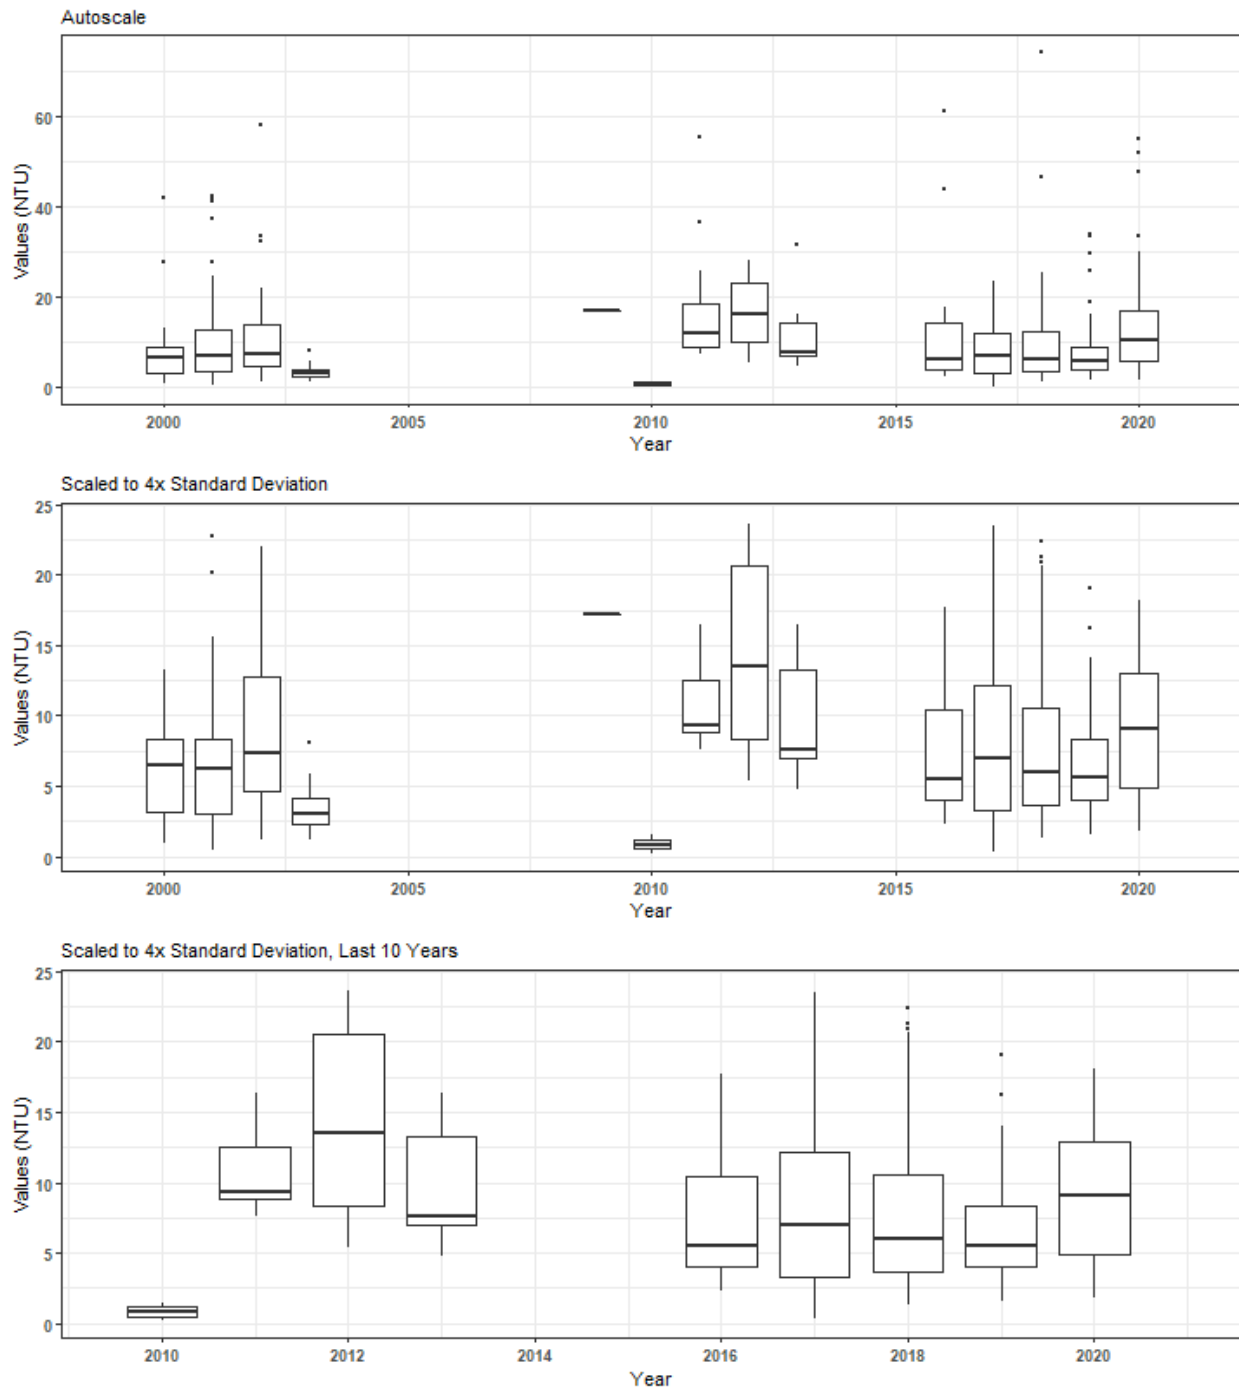 Autoscale
Values (NTU)
60
40
20
0
2000 2005 2010 2015 2020
Year
Scaled to 4x Standard Deviation
Values (NTU)
25
20
15
10
5
0
2000 2005 2010 2015 2020
Year
Scaled to 4x Standard Deviation, Last 10 Years
Values (NTU)
25
20
15
10
5
0
2010 2012 2014 2016 2018 2020
Year